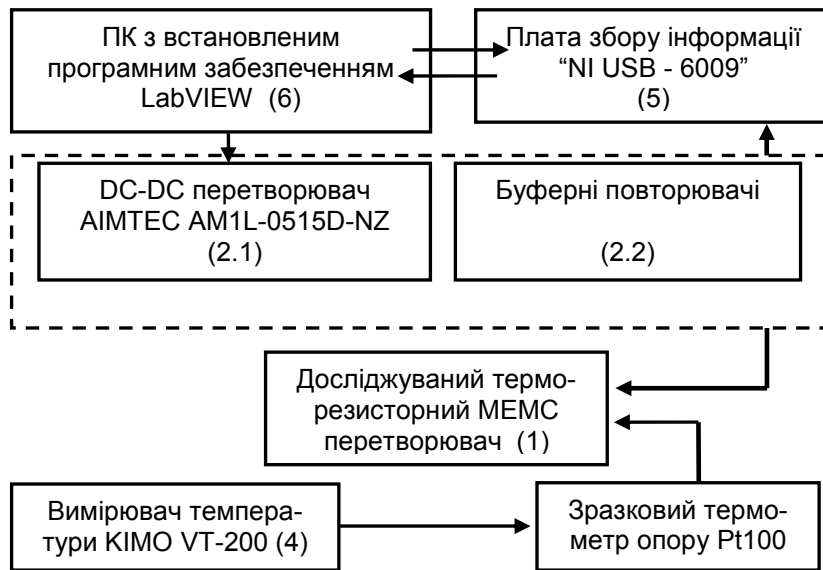 ПК з встановленим
програмним забезпеченням
LabVIEW (6)
Плата збору інформації
“NI USB - 6009”
(5)
DC-DC перетворювач
AIMTEC AM1L-0515D-NZ
(2.1)
Буферні повторювачі
(2.2)
Досліджуваний термо-
резисторний МЕМС
перетворювач (1)
Вимірювач темпера-
тури KIMO VT-200 (4)
Зразковий термо-
метр опору Pt100